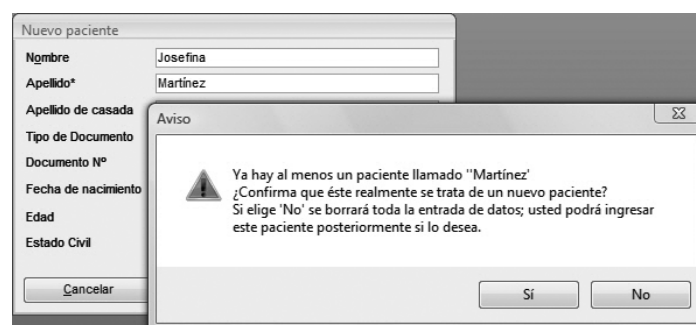 Nuevo paciente
Nombre
Josefina
Apellido*
Martínez
Apellido de casada
Tipo de Documento
Documento Nº
Fecha de nacimiento
Edad
Estado Civil
Cancelar
Aviso
Ya hay al menos un paciente llamado "Martínez'
¿Confirma que éste realmente se trata de un nuevo paciente?
Si elige 'No' se borrará toda la entrada de datos; usted podrá ingresar
este paciente posteriormente si lo desea.
Sí
No